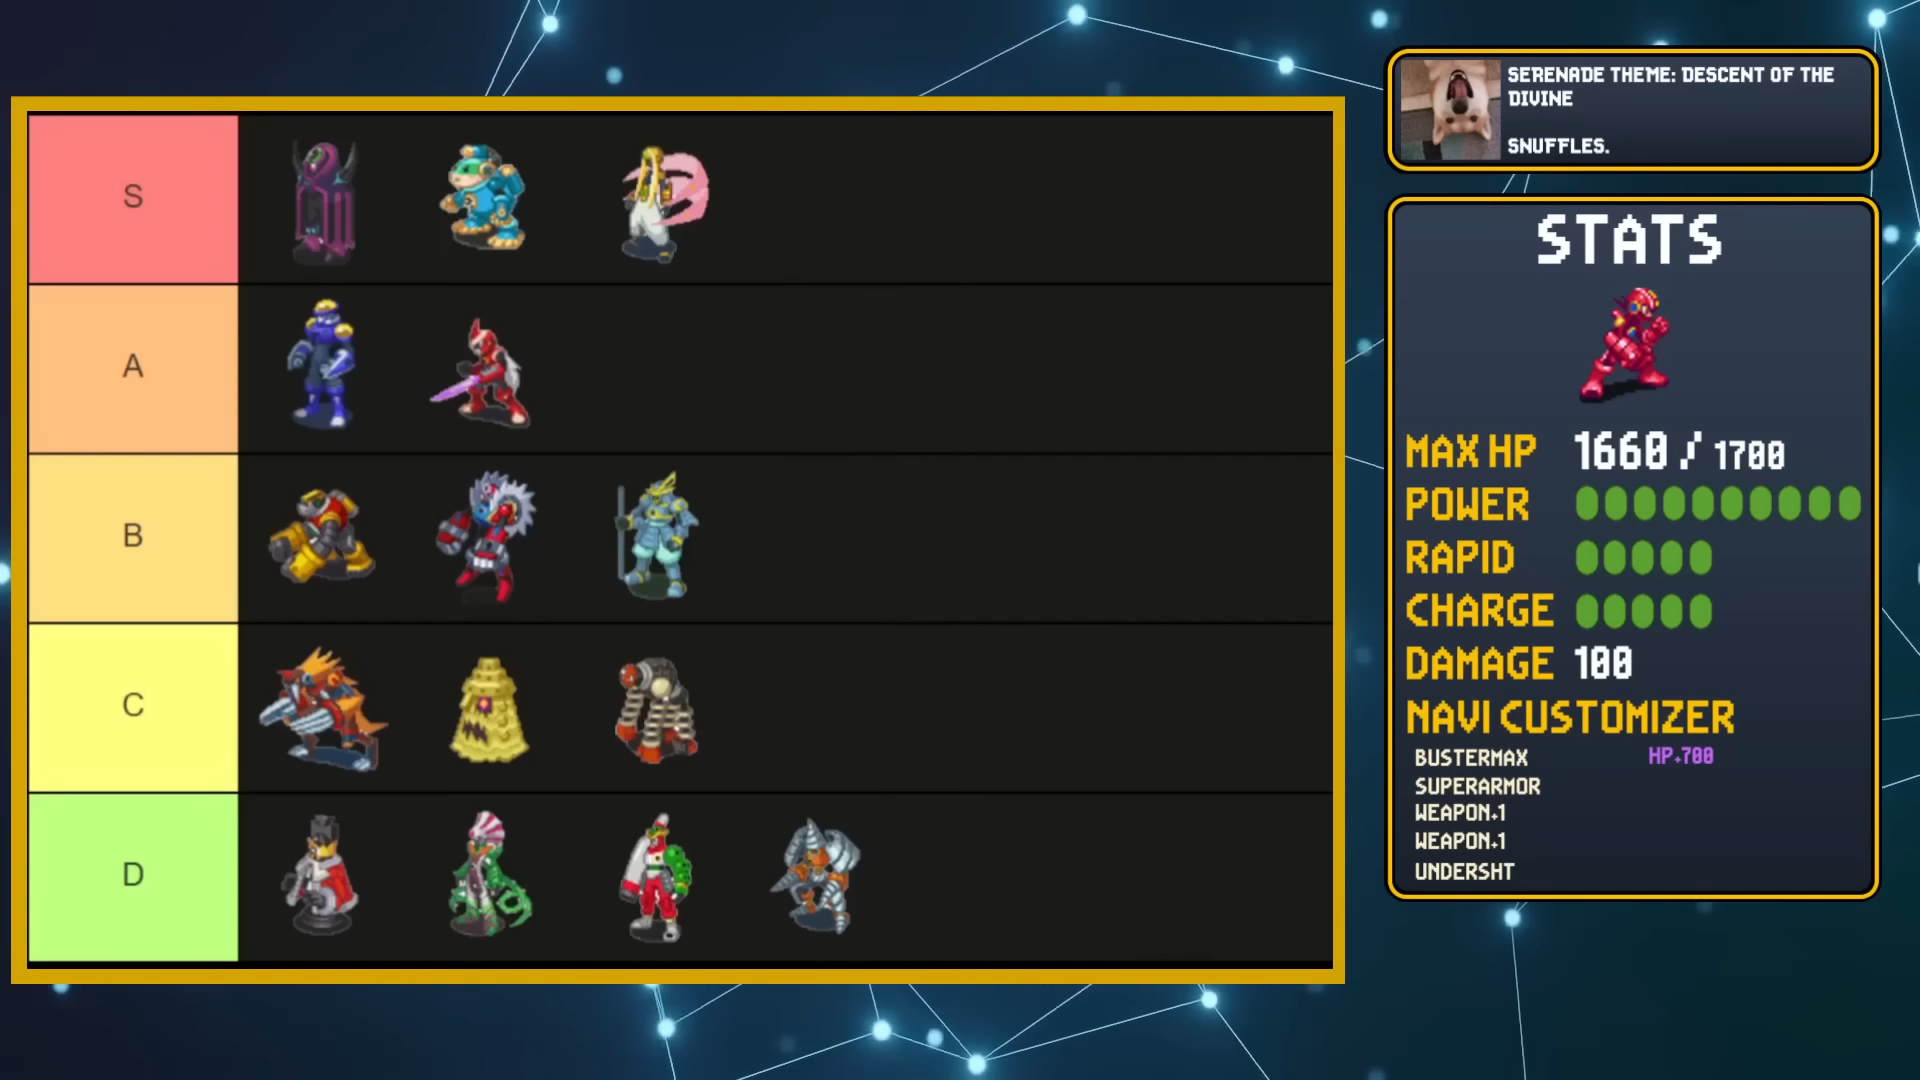 S
A
B
C
D
SERENADE THEME: DESCENT OF THE
DIVINE
SNUFFLES.
STATS
MAX HP 1660 / 1700
POWER
RAPID
CHARGE
DAMAGE 100
NAVI CUSTOMIZER
BUSTERMAX HP+700
SUPERARMOR
WEAPON+1
WEAPON+1
UNDERSHT